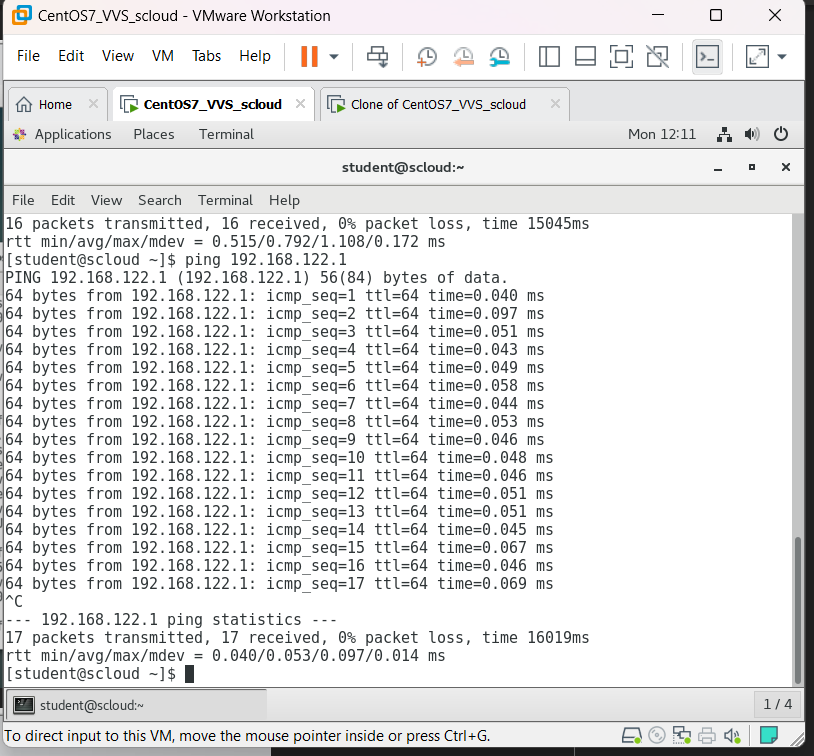 CentOS7_VVS_scloud - VMware Workstation
File Edit View VM Tabs Help
Home CentOS7_VVS_scloud Clone of CentOS7_VVS_scloud
Applications Places Terminal Mon 12:11
student@scloud:~
File Edit View Search Terminal Help
16 packets transmitted, 16 received, 0% packet loss, time 15045ms
rtt min/avg/max/mdev = 0.515/0.792/1.108/0.172 ms
[student@scloud ~]$ ping 192.168.122.1
PING 192.168.122.1 (192.168.122.1) 56(84) bytes of data.
64 bytes from 192.168.122.1: icmp_seq=1 ttl=64 time=0.040 ms
64 bytes from 192.168.122.1: icmp_seq=2 ttl=64 time=0.097 ms
64 bytes from 192.168.122.1: icmp_seq=3 ttl=64 time=0.051 ms
64 bytes from 192.168.122.1: icmp_seq=4 ttl=64 time=0.043 ms
64 bytes from 192.168.122.1: icmp_seq=5 ttl=64 time=0.049 ms
64 bytes from 192.168.122.1: icmp_seq=6 ttl=64 time=0.058 ms
64 bytes from 192.168.122.1: icmp_seq=7 ttl=64 time=0.044 ms
64 bytes from 192.168.122.1: icmp_seq=8 ttl=64 time=0.053 ms
64 bytes from 192.168.122.1: icmp_seq=9 ttl=64 time=0.046 ms
64 bytes from 192.168.122.1: icmp_seq=10 ttl=64 time=0.048 ms
64 bytes from 192.168.122.1: icmp_seq=11 ttl=64 time=0.046 ms
64 bytes from 192.168.122.1: icmp_seq=12 ttl=64 time=0.051 ms
64 bytes from 192.168.122.1: icmp_seq=13 ttl=64 time=0.051 ms
64 bytes from 192.168.122.1: icmp_seq=14 ttl=64 time=0.045 ms
64 bytes from 192.168.122.1: icmp_seq=15 ttl=64 time=0.067 ms
64 bytes from 192.168.122.1: icmp_seq=16 ttl=64 time=0.046 ms
64 bytes from 192.168.122.1: icmp_seq=17 ttl=64 time=0.069 ms
^C
--- 192.168.122.1 ping statistics ---
17 packets transmitted, 17 received, 0% packet loss, time 16019ms
rtt min/avg/max/mdev = 0.040/0.053/0.097/0.014 ms
[student@scloud ~]$
student@scloud:~ 1 / 4
To direct input to this VM, move the mouse pointer inside or press Ctrl+G.